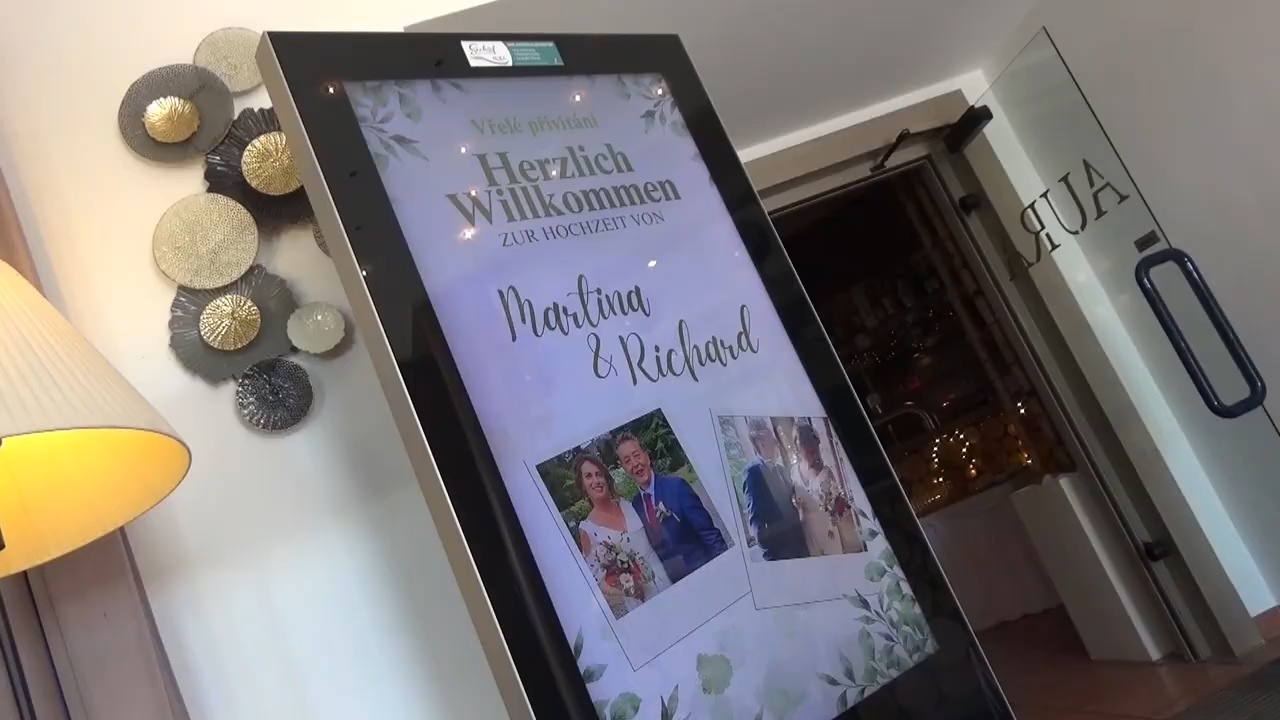 Vřelé přivítání
Herzlich
Willkommen
ZUR HOCHZEIT VON
Martina
& Richard
AURA